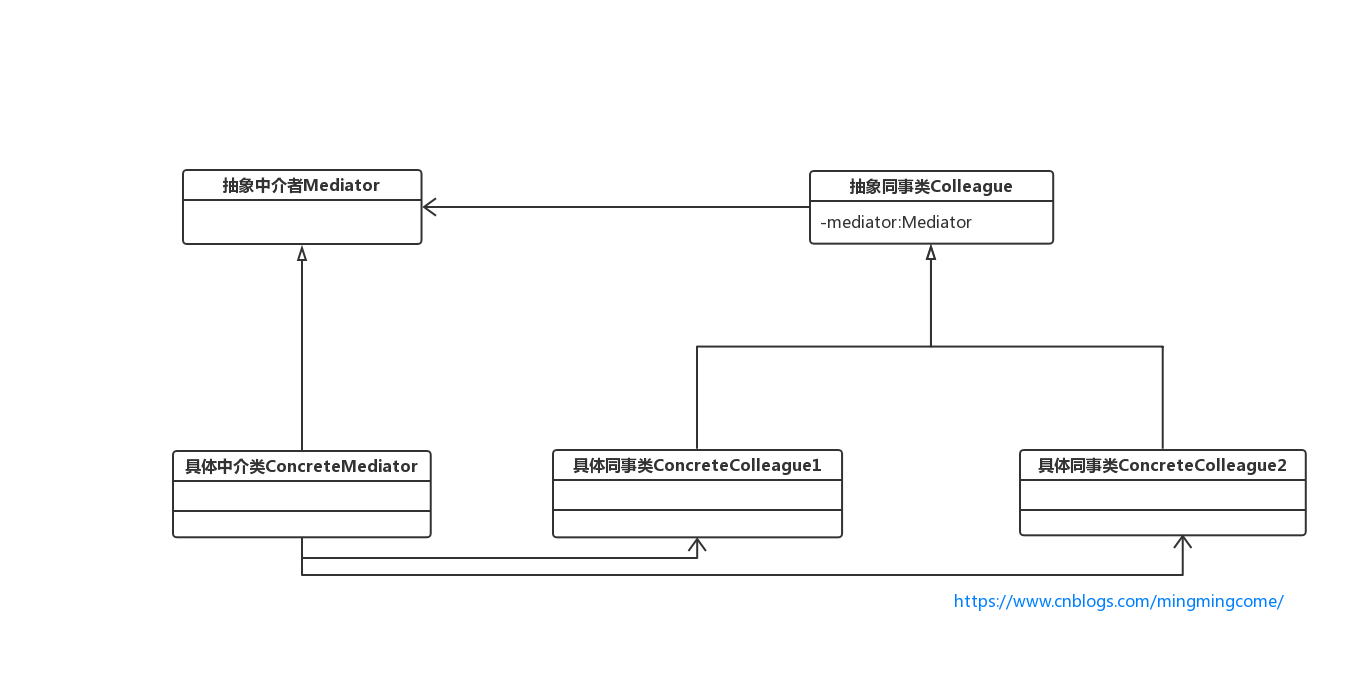 抽象中介者Mediator
抽象同事类Colleague
-mediator:Mediator
具体中介类ConcreteMediator
具体同事类ConcreteColleague1
具体同事类ConcreteColleague2
https://www.cnblogs.com/mingmingcome/